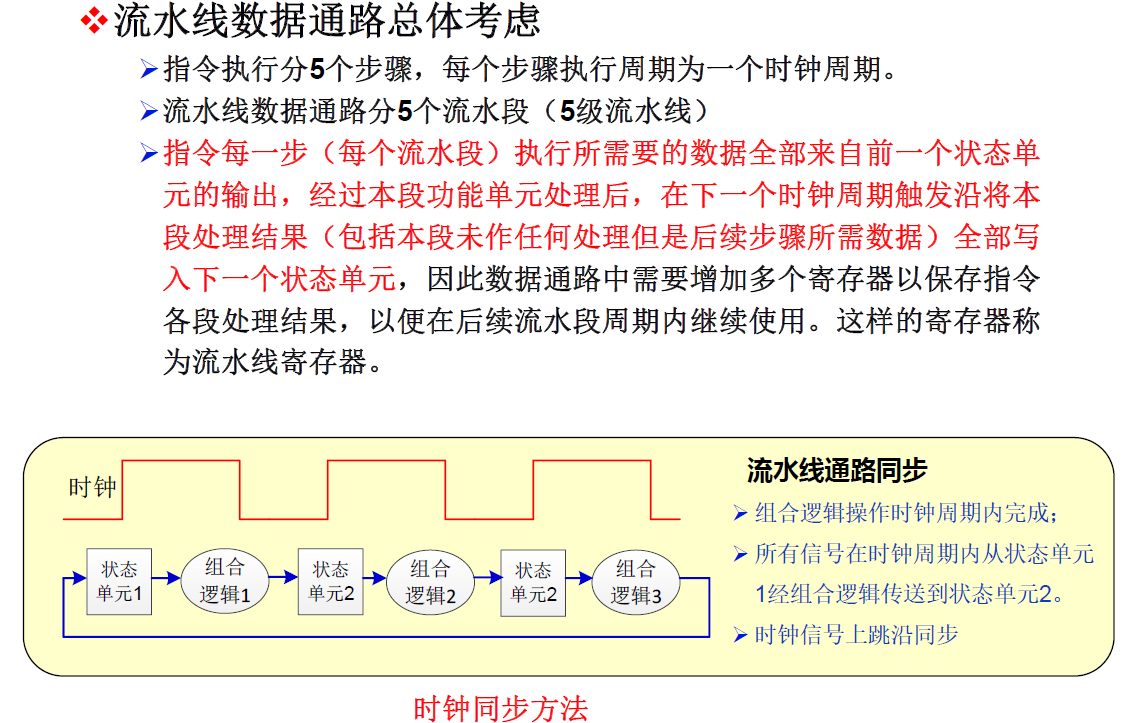 流水线数据通路总体考虑
指令执行分5个步骤，每个步骤执行周期为一个时钟周期。
流水线数据通路分5个流水段（5级流水线）
指令每一步（每个流水段）执行所需要的数据全部来自前一个状态单
元的输出，经过本段功能单元处理后，在下一个时钟周期触发沿将本
段处理结果（包括本段未作任何处理但是后续步骤所需数据）全部写
入下一个状态单元，因此数据通路中需要增加多个寄存器以保存指令
各段处理结果，以便在后续流水段周期内继续使用。这样的寄存器称
为流水线寄存器。
时钟
状态
单元1
组合
逻辑1
状态
单元2
组合
逻辑2
状态
单元2
组合
逻辑3
流水线通路同步
组合逻辑操作时钟周期内完成；
所有信号在时钟周期内从状态单元
1经组合逻辑传送到状态单元2。
时钟信号上跳沿同步
时钟同步方法